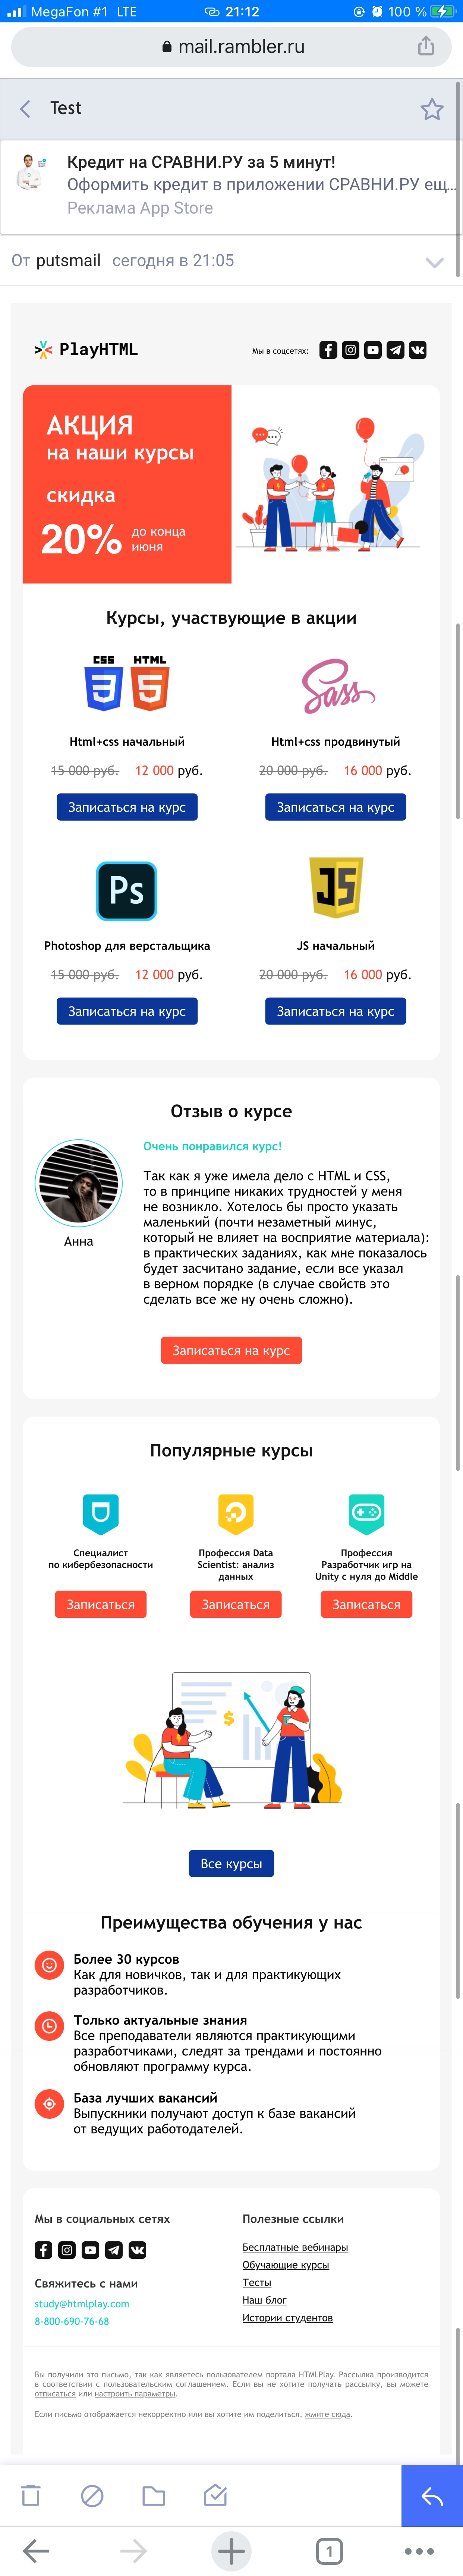 MegaFon #1 LTE 21:12 100 %
mail.rambler.ru
Test
Кредит на СРАВНИ.РУ за 5 минут!
Оформить кредит в приложении СРАВНИ.РУ ещ...
Реклама App Store
От putsmail сегодня в 21:05
PlayHTML Мы в соцсетях:
АКЦИЯ
на наши курсы
скидка
20% до конца
июня
Курсы, участвующие в акции
CSS HTML
3 5 Sass
Html+css начальный Html+css продвинутый
15 000 руб. 12 000 руб. 20 000 руб. 16 000 руб.
Записаться на курс Записаться на курс
Ps JS
Photoshop для верстальщика JS начальный
15 000 руб. 12 000 руб. 20 000 руб. 16 000 руб.
Записаться на курс Записаться на курс
Отзыв о курсе
Очень понравился курс!
Так как я уже имела дело с HTML и CSS,
то в принципе никаких трудностей у меня
не возникло. Хотелось бы просто указать
маленький (почти незаметный минус,
который не влияет на восприятие материала):
в практических заданиях, как мне показалось
будет засчитано задание, если все указал
в верном порядке (в случае свойств это
сделать все же ну очень сложно).
Анна
Записаться на курс
Популярные курсы
Специалист
по кибербезопасности
Профессия Data
Scientist: анализ
данных
Профессия
Разработчик игр на
Unity с нуля до Middle
Записаться Записаться Записаться
$
Все курсы
Преимущества обучения у нас
Более 30 курсов
Как для новичков, так и для практикующих
разработчиков.
Только актуальные знания
Все преподаватели являются практикующими
разработчиками, следят за трендами и постоянно
обновляют программу курса.
База лучших вакансий
Выпускники получают доступ к базе вакансий
от ведущих работодателей.
Мы в социальных сетях
Свяжитесь с нами
study@htmlplay.com
8-800-690-76-68
Полезные ссылки
Бесплатные вебинары
Обучающие курсы
Тесты
Наш блог
Истории студентов
Вы получили это письмо, так как являетесь пользователем портала HTMLPlay. Рассылка производится
в соответствии с пользовательским соглашением. Если вы не хотите получать рассылку, вы можете
отписаться или настроить параметры.
Если письмо отображается некорректно или вы хотите им поделиться, жмите сюда.
1